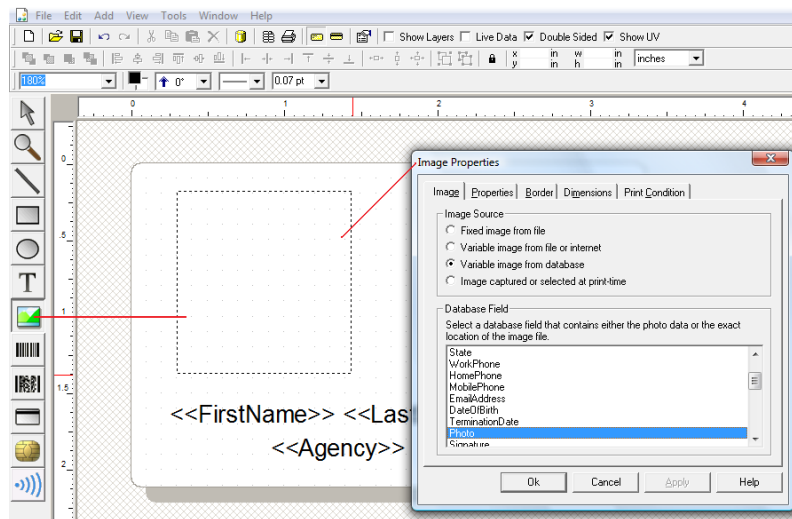 File Edit Add View Tools Window Help
Show Layers Live Data Double Sided Show UV
x in w in inches
y in h in
180% 0° 0.07 pt
0 1 2 3 4
0
.5
1
1.5
2
T
<<FirstName>> <<Las
<<Agency>>
Image Properties
Image Properties Border Dimensions Print Condition
Image Source
Fixed image from file
Variable image from file or internet
Variable image from database
Image captured or selected at print-time
Database Field
Select a database field that contains either the photo data or the exact
location of the image file.
State
WorkPhone
HomePhone
MobilePhone
EmailAddress
DateOfBirth
TerminationDate
Photo
Signature
Ok Cancel Apply Help